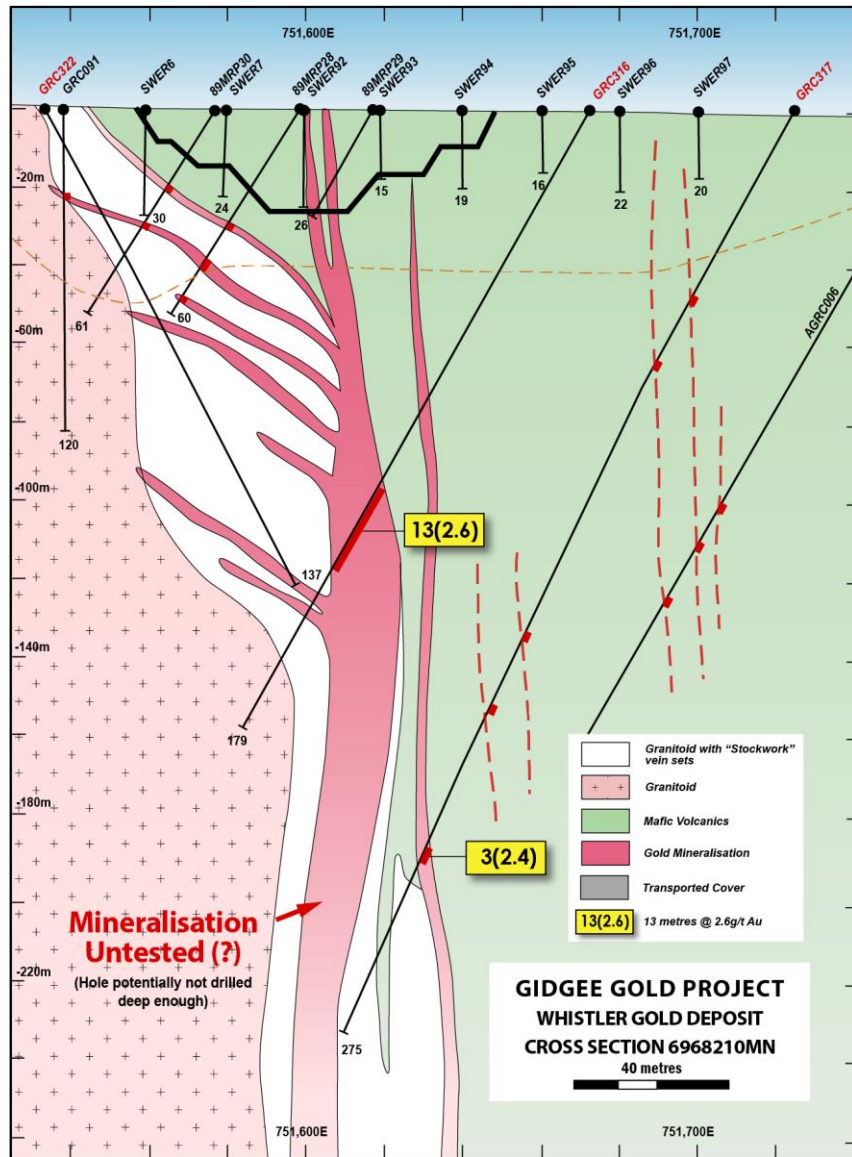 751,600E
751,700E
GRC322
GRC091
SWER6
89MRP30
SWER7
89MRP28
SWER92
89MRP29
SWER93
SWER94
SWER95
GRC316
SWER96
SWER97
GRC317
-20m
30
24
26
15
19
16
22
20
61
60
-60m
AGRC006
120
-100m
13(2.6)
137
-140m
179
-180m
3(2.4)
Mineralisation
Untested (?)
(Hole potentially not drilled
deep enough)
-220m
275
Granitoid with "Stockwork"
vein sets
Granitoid
Mafic Volcanics
Gold Mineralisation
Transported Cover
13(2.6) 13 metres @ 2.6g/t Au
GIDGEE GOLD PROJECT
WHISTLER GOLD DEPOSIT
CROSS SECTION 6968210MN
40 metres
751,600E
751,700E